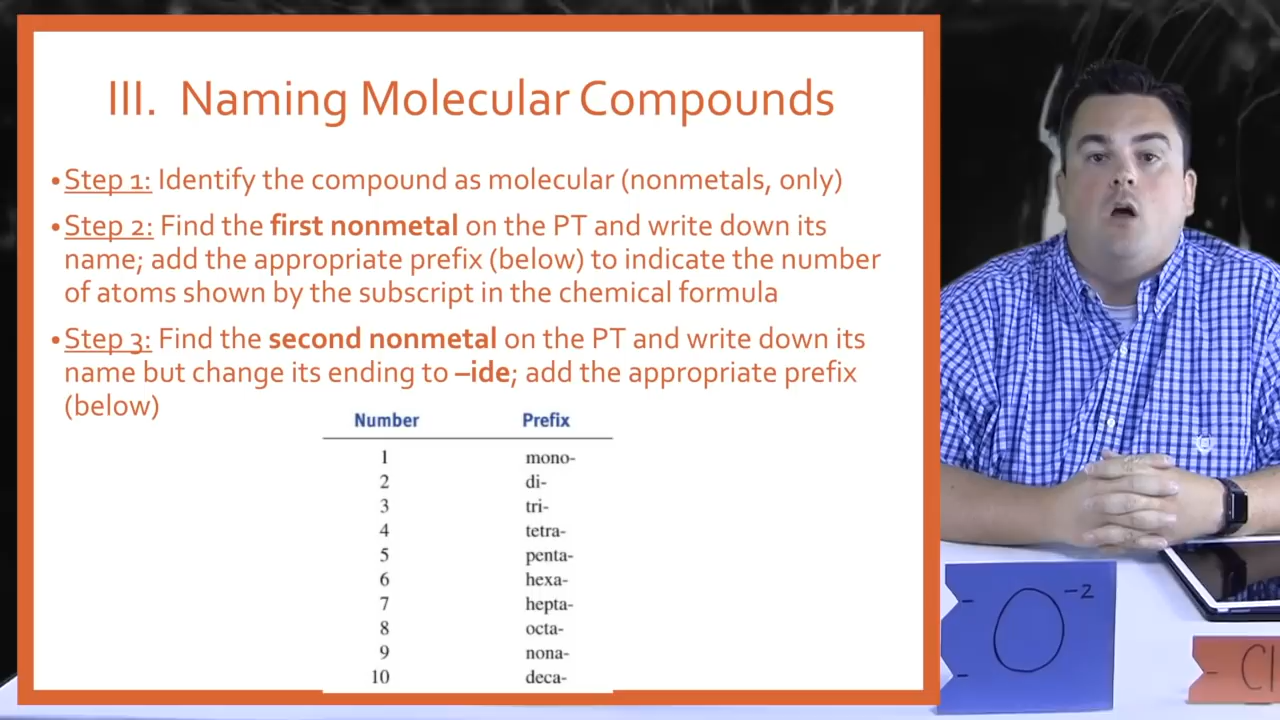 III. Naming Molecular Compounds
•Step 1: Identify the compound as molecular (nonmetals, only)
•Step 2: Find the first nonmetal on the PT and write down its
name; add the appropriate prefix (below) to indicate the number
of atoms shown by the subscript in the chemical formula
•Step 3: Find the second nonmetal on the PT and write down its
name but change its ending to –ide; add the appropriate prefix
(below)
Number Prefix
1 mono-
2 di-
3 tri-
4 tetra-
5 penta-
6 hexa-
7 hepta-
8 octa-
9 nona-
10 deca-
- O -2
-
- Cl